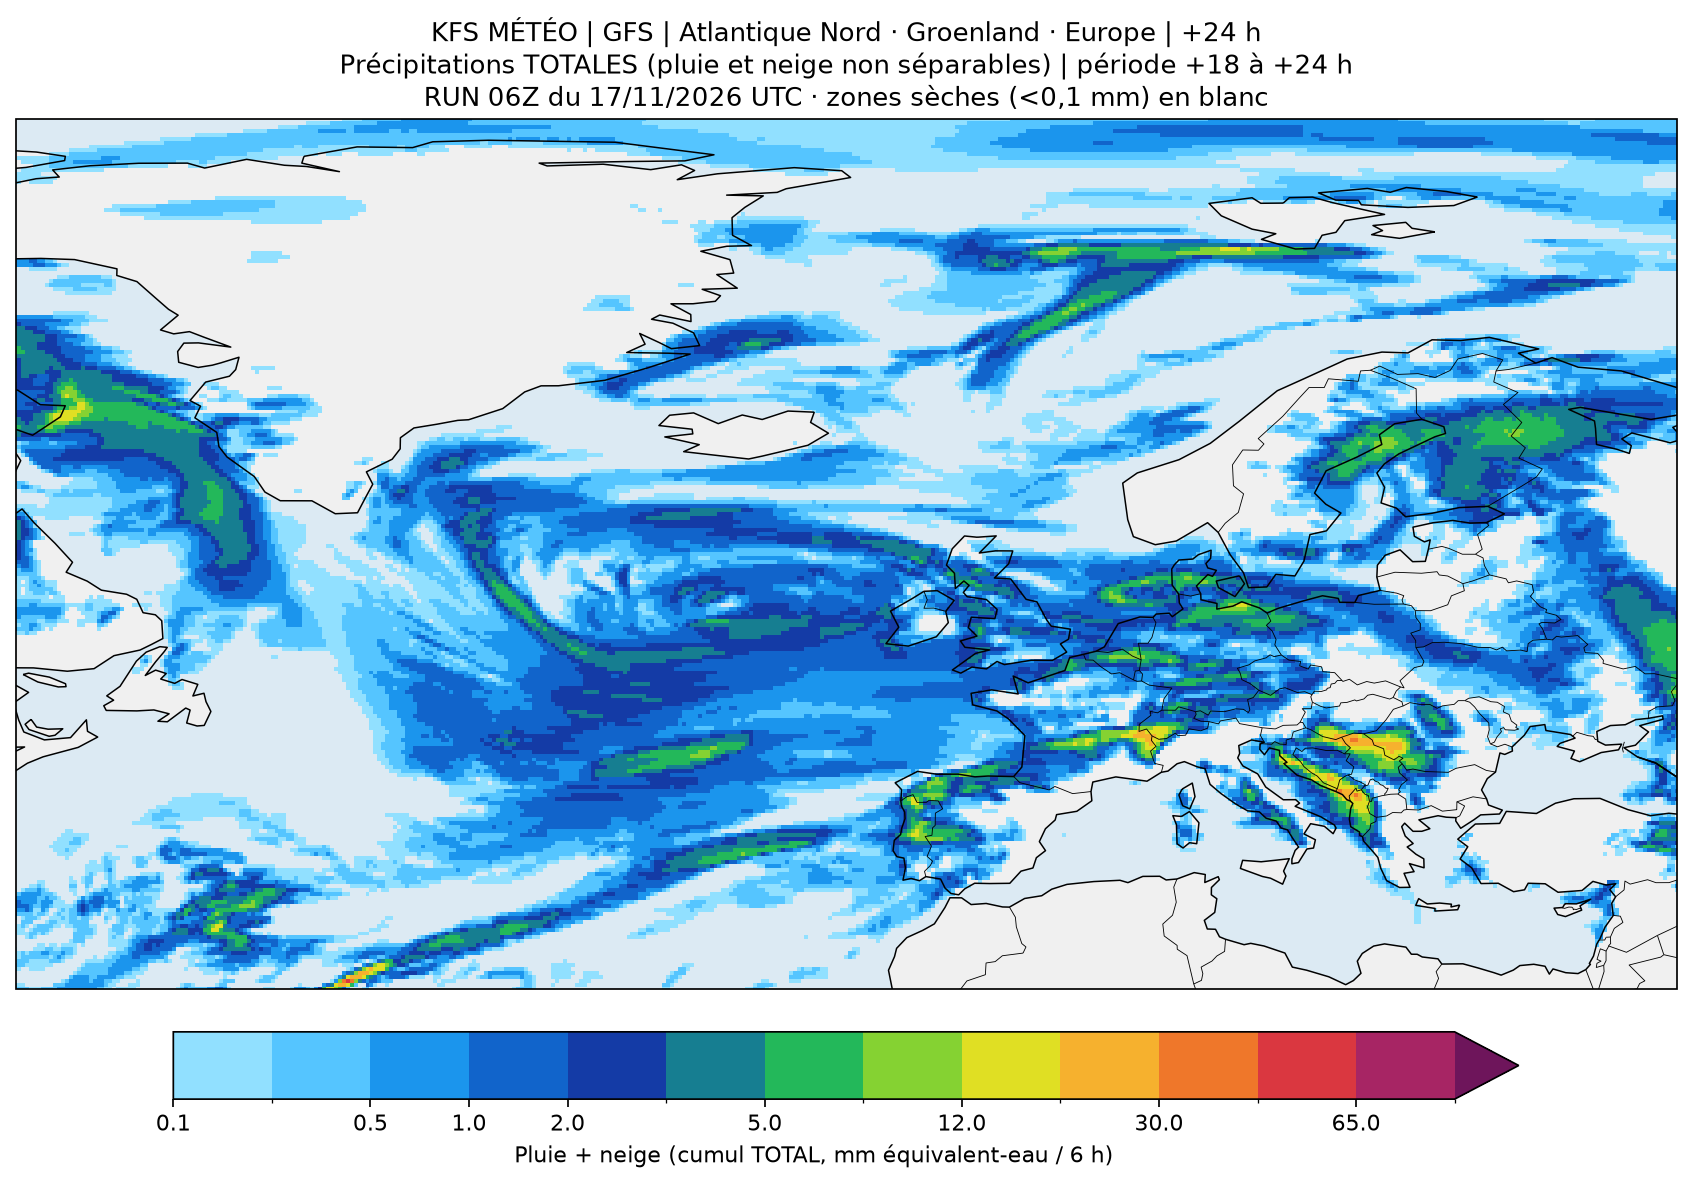 KFS MÉTÉO | GFS | Atlantique Nord · Groenland · Europe | +24 h
Précipitations TOTALES (pluie et neige non séparables) | période +18 à +24 h
RUN 06Z du 17/11/2026 UTC · zones sèches (<0,1 mm) en blanc
0.1 0.5 1.0 2.0 5.0 12.0 30.0 65.0
Pluie + neige (cumul TOTAL, mm équivalent-eau / 6 h)